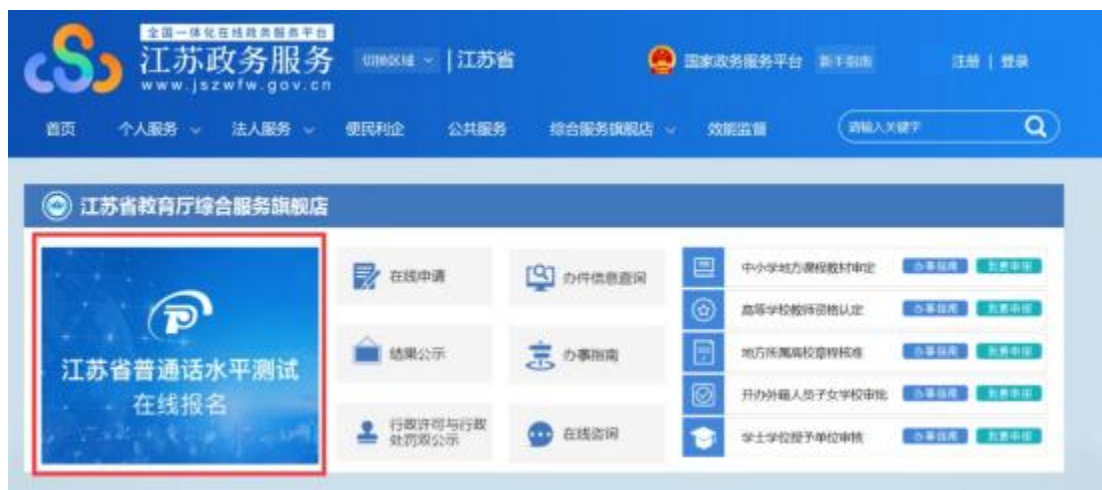 全国一体化在线政务服务平台
江苏政务服务
www.jszwfw.gov.cn
切换区域
江苏省
国家政务服务平台
新手指南
注册 | 登录
首页
个人服务
法人服务
便民利企
公共服务
综合服务旗舰店
效能监督
请输入关键字
江苏省教育厅综合服务旗舰店
江苏省普通话水平测试
在线报名
在线申请
办件信息查询
结果公示
办事指南
行政许可与行政
处罚双公示
在线咨询
中小学地方课程教材审定
办事指南
我要申报
高等学校教师资格认定
办事指南
我要申报
地方所属高校章程核准
办事指南
我要申报
开办外籍人员子女学校审批
办事指南
我要申报
学士学位授予单位审核
办事指南
我要申报